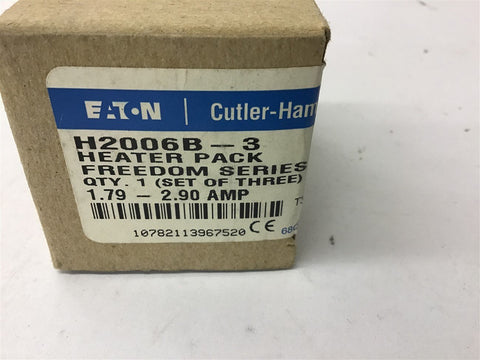 EATON | Cutler-Ham
H2006B - 3
HEATER PACK
FREEDOM SERIES
QTY. 1 (SET OF THREE)
1.79 - 2.90 AMP
10782113967520 CE